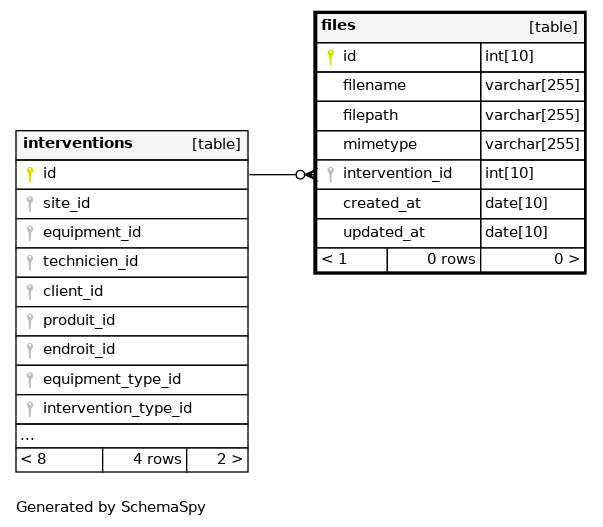 files [table]
id int[10]
filename varchar[255]
filepath varchar[255]
mimetype varchar[255]
intervention_id int[10]
created_at date[10]
updated_at date[10]
< 1 0 rows 0 >
interventions [table]
id
site_id
equipment_id
technicien_id
client_id
produit_id
endroit_id
equipment_type_id
intervention_type_id
...
< 8 4 rows 2 >
Generated by SchemaSpy